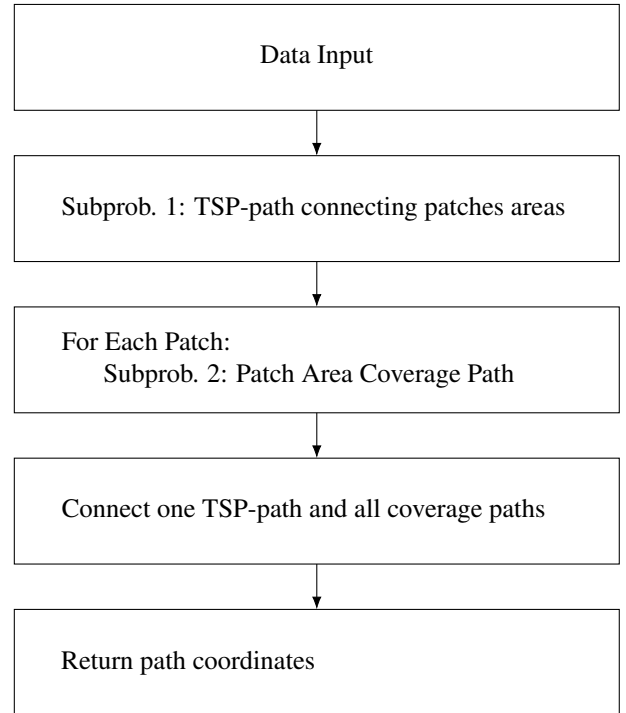 Data Input
Subprob. 1: TSP-path connecting patches areas
For Each Patch:
Subprob. 2: Patch Area Coverage Path
Connect one TSP-path and all coverage paths
Return path coordinates